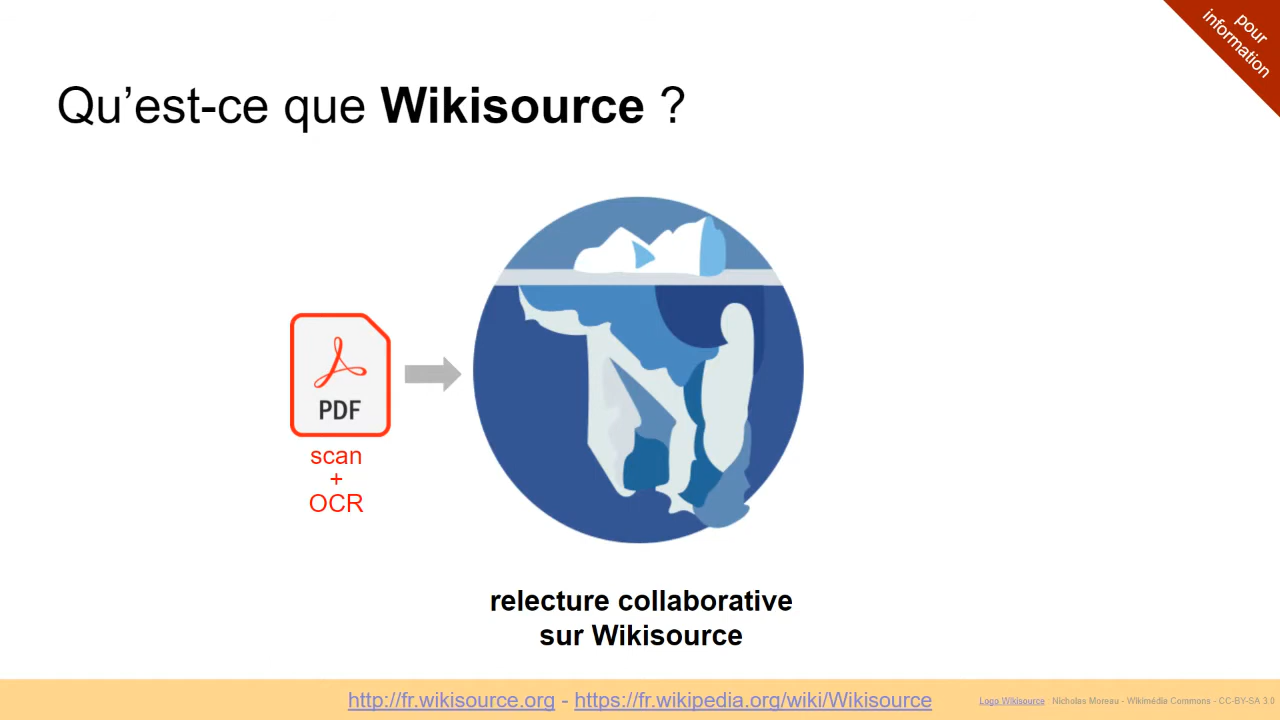 pour
information
Qu’est-ce que Wikisource ?
PDF
scan
+
OCR
relecture collaborative
sur Wikisource
http://fr.wikisource.org - https://fr.wikipedia.org/wiki/Wikisource
Logo Wikisource : Nicholas Moreau - Wikimédia Commons - CC-BY-SA 3.0